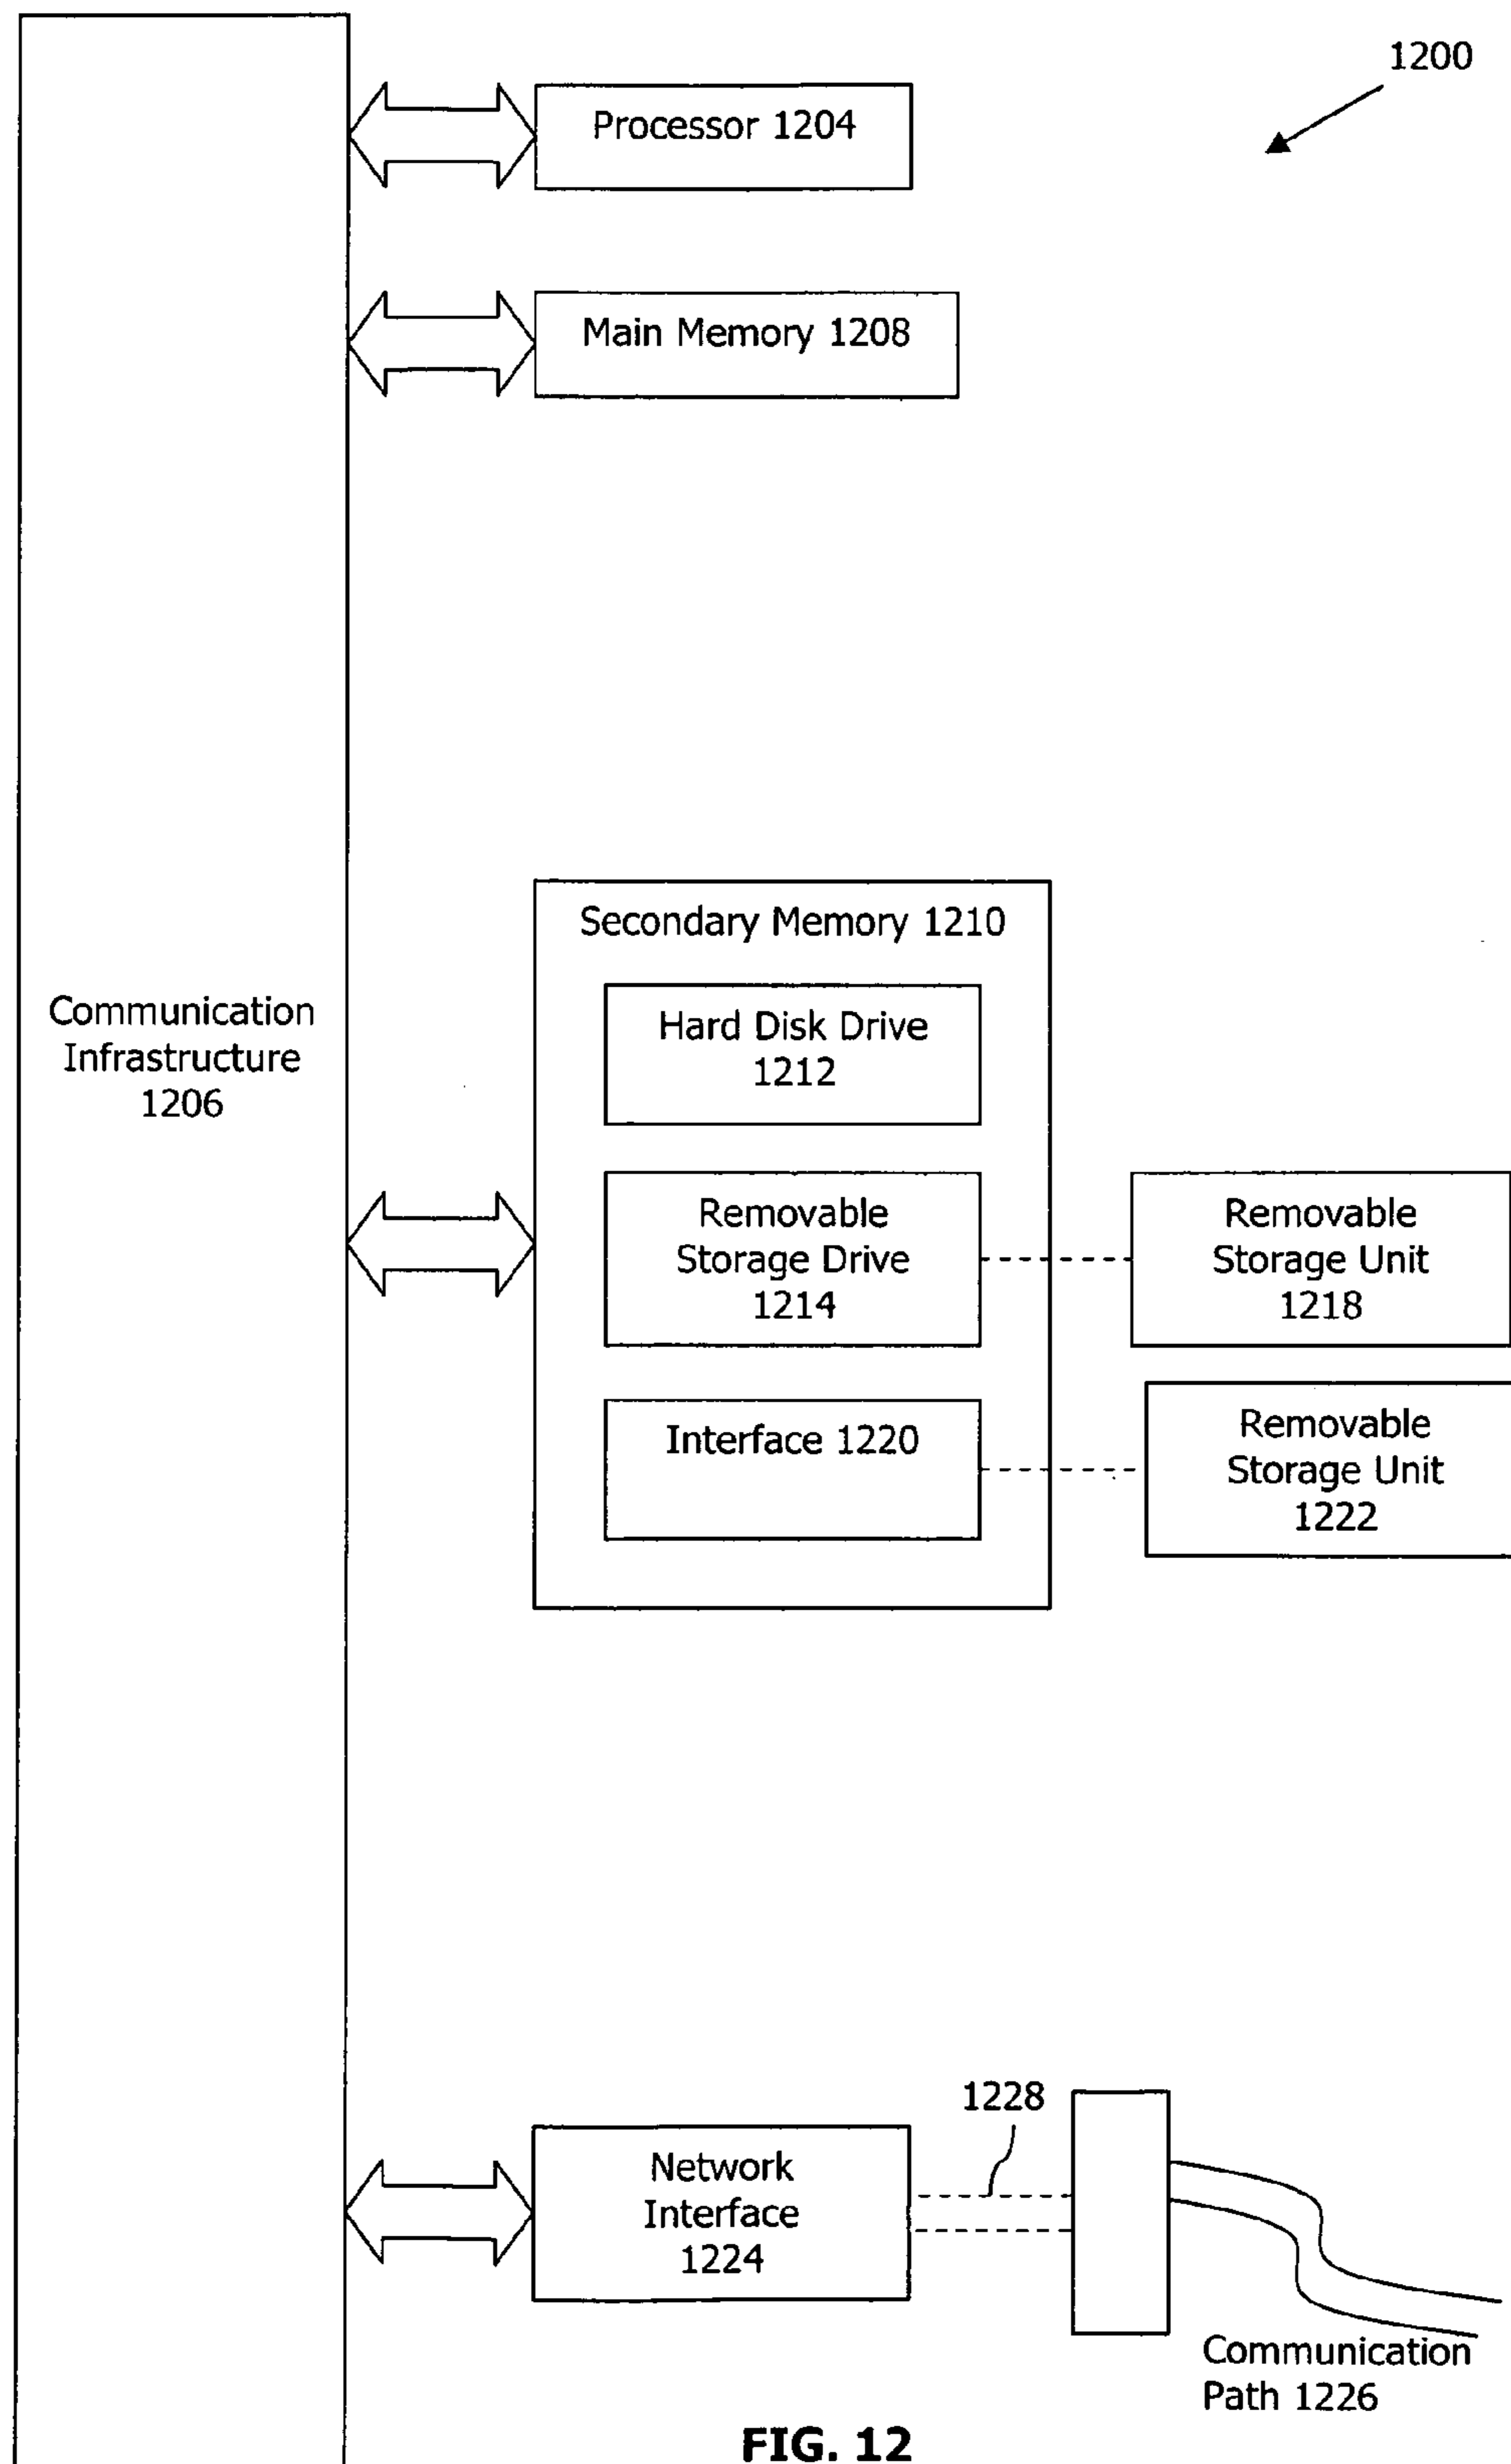 1200
Processor 1204
Main Memory 1208
Secondary Memory 1210
Communication
Infrastructure
1206
Hard Disk Drive
1212
Removable
Storage Drive
1214
Removable
Storage Unit
1218
Interface 1220
Removable
Storage Unit
1222
1228
Network
Interface
1224
Communication
Path 1226
FIG. 12